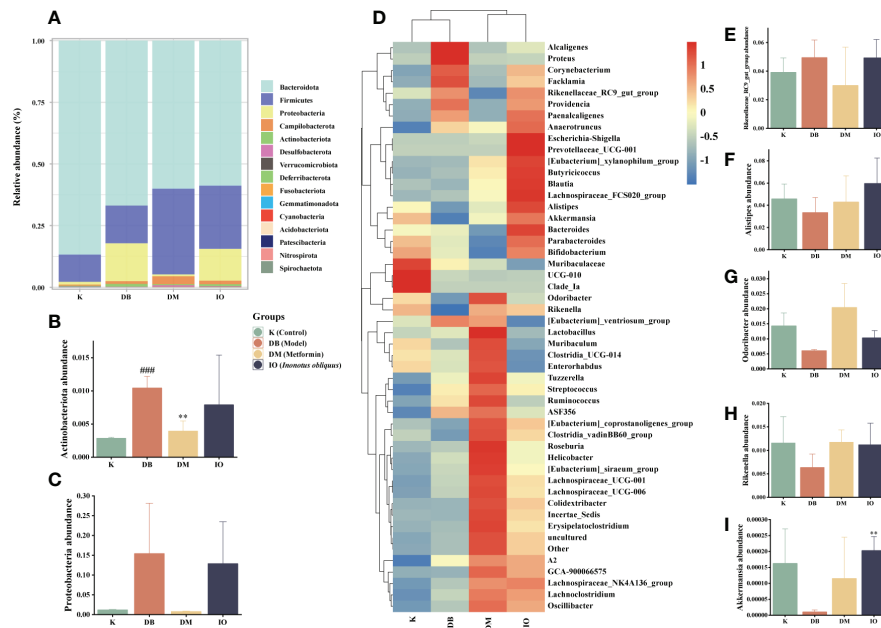 A
1.00
0.75
0.50
0.25
0.00
Relative abundance (%)
K
DB
DM
IO
Bacteroidota
Firmicutes
Proteobacteria
Campilobacterota
Actinobacteriota
Desulfobacterota
Verrucomicrobiota
Deferribacterota
Fusobacteriota
Gemmatimonadota
Cyanobacteria
Acidobacteriota
Patescibacteria
Nitrospirota
Spirochaetota
B
0.015
0.010
0.005
0.000
Actinobacteriota abundance
###
**
K
DB
DM
IO
Groups
K (Control)
DB (Model)
DM (Metformin)
IO (Inonotus obliquus)
C
0.30
0.25
0.20
0.15
0.10
0.05
0.00
Proteobacteria abundance
K
DB
DM
IO
D
Alcaligenes
Proteus
Corynebacterium
Facklamia
Rikenellaceae_RC9_gut_group
Providencia
Paenalcaligenes
Anaerotruncus
Escherichia-Shigella
Prevotellaceae_UCG-001
[Eubacterium]_xylanophilum_group
Butyricicoccus
Blautia
Lachnospiraceae_FCS020_group
Alistipes
Akkermansia
Bacteroides
Parabacteroides
Bifidobacterium
Muribaculaceae
UCG-010
Clade_Ia
Odoribacter
Rikenella
[Eubacterium]_ventriosum_group
Lactobacillus
Muribaculum
Clostridia_UCG-014
Enterorhabdus
Tuzzerella
Streptococcus
Ruminococcus
ASF356
[Eubacterium]_coprostanoligenes_group
Clostridia_vadinBB60_group
Roseburia
Helicobacter
[Eubacterium]_siraeum_group
Lachnospiraceae_UCG-001
Lachnospiraceae_UCG-006
Colidextribacter
Incertae_Sedis
Erysipelatoclostridium
uncultured
Other
A2
GCA-900066575
Lachnospiraceae_NK4A136_group
Lachnoclostridium
Oscillibacter
K
DB
DM
IO
1
0.5
0
-0.5
-1
E
0.06
0.04
0.02
0.00
Rikenellaceae_RC9_gut_group abundance
K
DB
DM
IO
F
0.08
0.06
0.04
0.02
0.00
Alistipes abundance
K
DB
DM
IO
G
0.030
0.025
0.020
0.015
0.010
0.005
0.000
Odoribacter abundance
K
DB
DM
IO
H
0.020
0.015
0.010
0.005
0.000
Rikenella abundance
K
DB
DM
IO
I
0.00030
0.00025
0.00020
0.00015
0.00010
0.00005
0.00000
Akkermansia abundance
**
K
DB
DM
IO